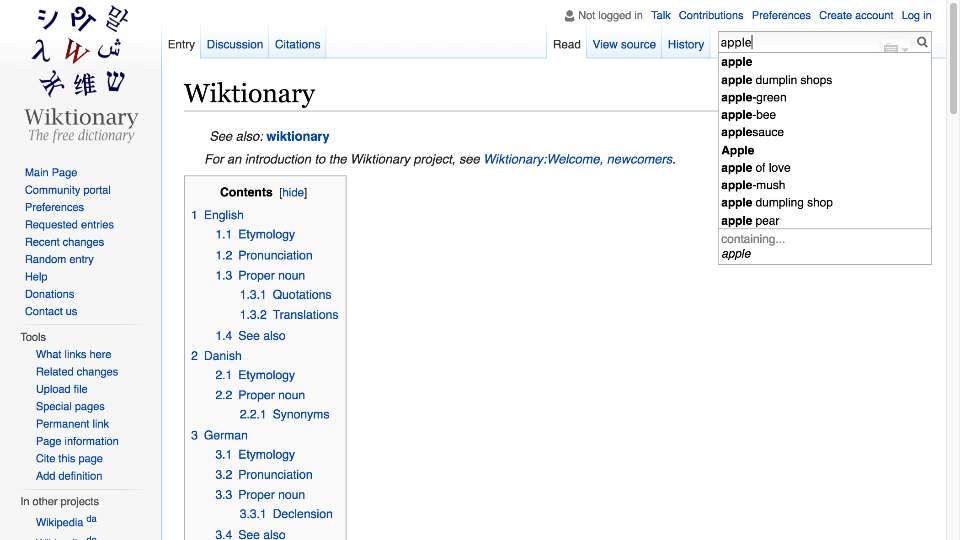 Not logged in Talk Contributions Preferences Create account Log in
Entry Discussion Citations Read View source History apple
Wiktionary
The free dictionary
Main Page
Community portal
Preferences
Requested entries
Recent changes
Random entry
Help
Donations
Contact us
Tools
What links here
Related changes
Upload file
Special pages
Permanent link
Page information
Cite this page
Add definition
In other projects
Wikipedia da
Wiktionary
See also: wiktionary
For an introduction to the Wiktionary project, see Wiktionary:Welcome, newcomers.
Contents [hide]
1 English
1.1 Etymology
1.2 Pronunciation
1.3 Proper noun
1.3.1 Quotations
1.3.2 Translations
1.4 See also
2 Danish
2.1 Etymology
2.2 Proper noun
2.2.1 Synonyms
3 German
3.1 Etymology
3.2 Pronunciation
3.3 Proper noun
3.3.1 Declension
3.4 See also
apple
apple dumplin shops
apple-green
apple-bee
applesauce
Apple
apple of love
apple-mush
apple dumpling shop
apple pear
containing...
apple